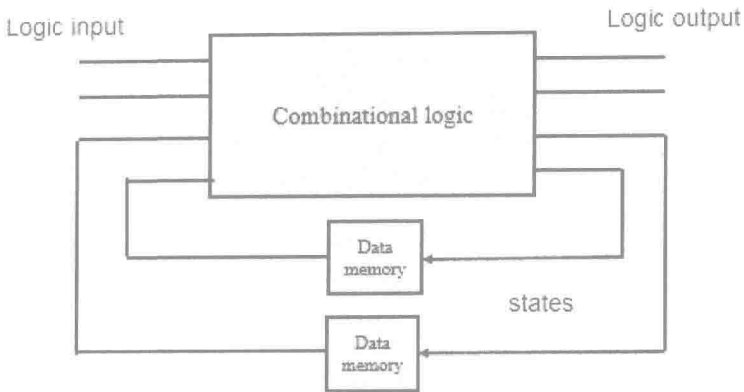 Logic input
Logic output
Combinational logic
Data
memory
states
Data
memory